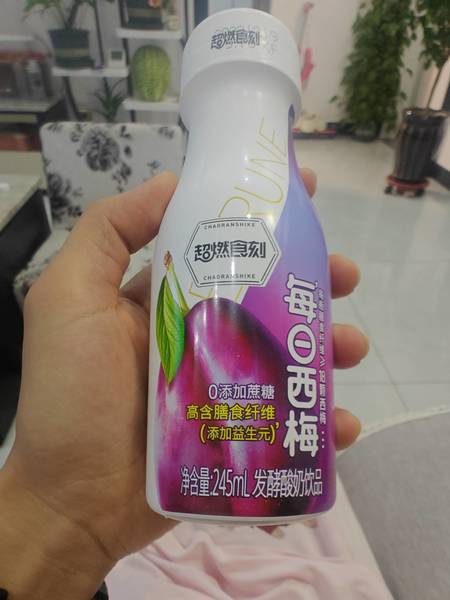 超燃食刻
PRUNE
CHAORANSHIKE
超燃食刻
CHAORANSHIKE
每日西梅
0添加蔗糖
高含膳食纤维
(添加益生元)
净含量:245mL 发酵酸奶饮品